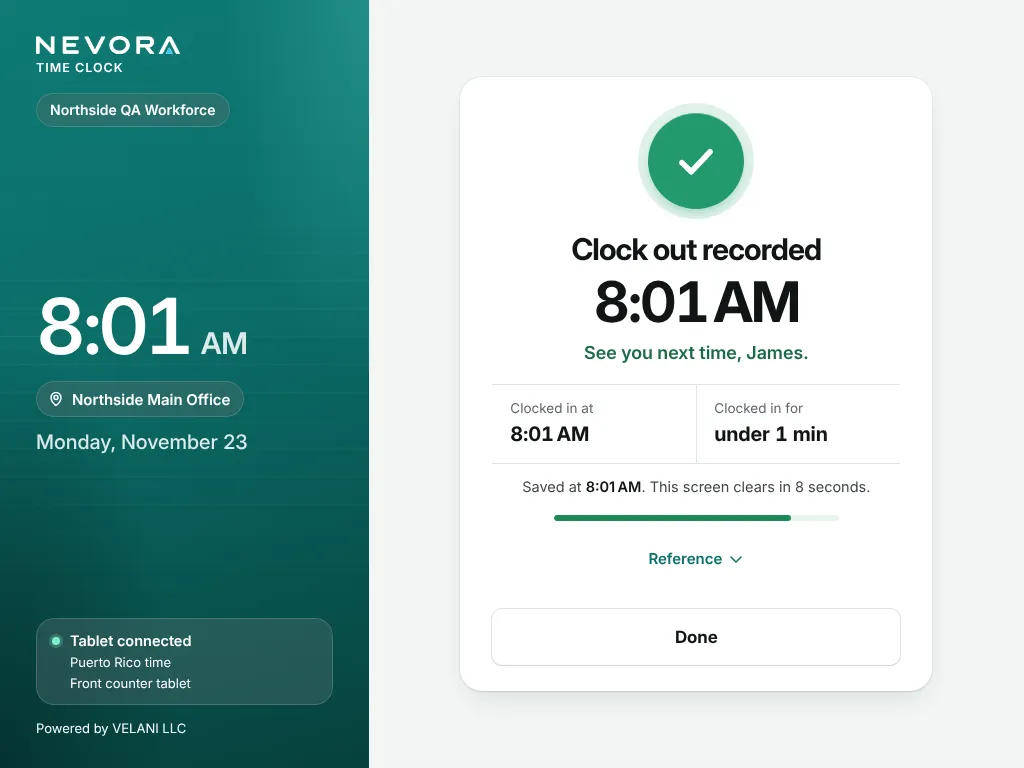 NEVORA
TIME CLOCK
Northside QA Workforce
8:01 AM
Northside Main Office
Monday, November 23
Tablet connected
Puerto Rico time
Front counter tablet
Powered by VELANI LLC
Clock out recorded
8:01 AM
See you next time, James.
Clocked in at
8:01 AM
Clocked in for
under 1 min
Saved at 8:01 AM. This screen clears in 8 seconds.
Reference
Done